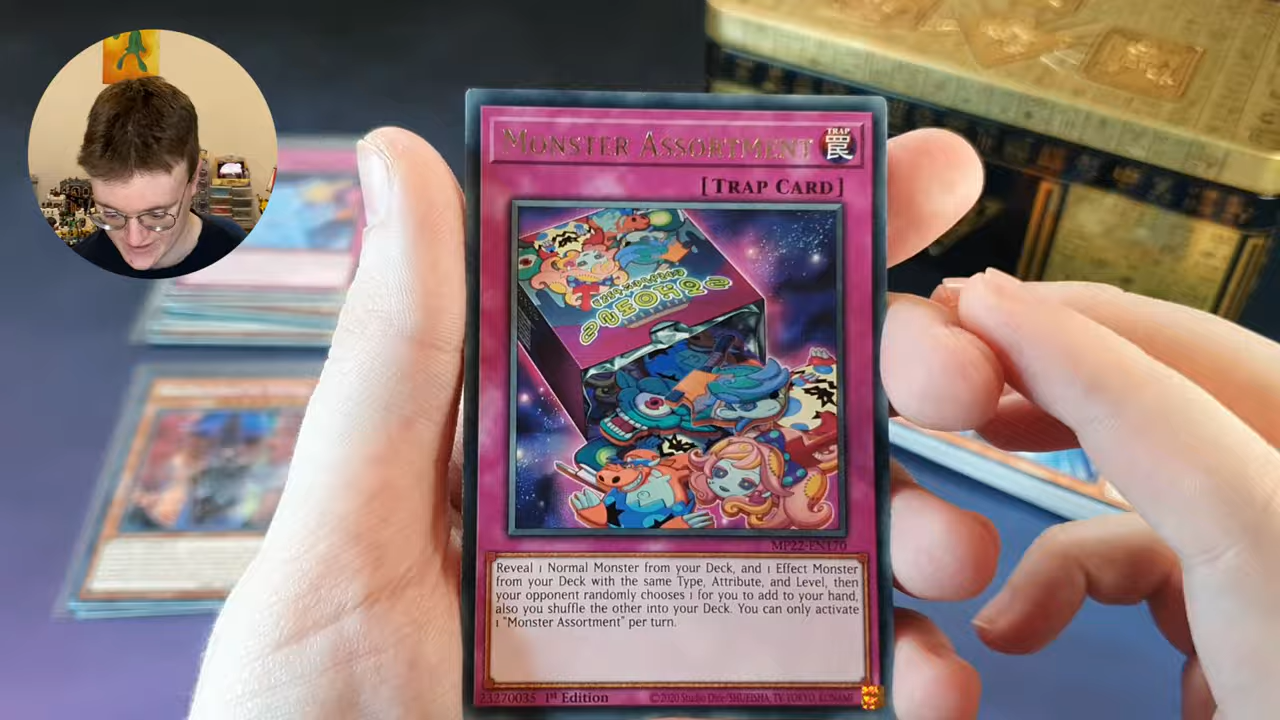 MONSTER ASSORTMENT
TRAP
罠
[TRAP CARD]
MP22-EN170
Reveal 1 Normal Monster from your Deck, and 1 Effect Monster
from your Deck with the same Type, Attribute, and Level, then
your opponent randomly chooses 1 for you to add to your hand,
also you shuffle the other into your Deck. You can only activate
1 "Monster Assortment" per turn.
23270035 1st Edition
©2020 Studio Dice/SHUEISHA, TV TOKYO, KONAMI